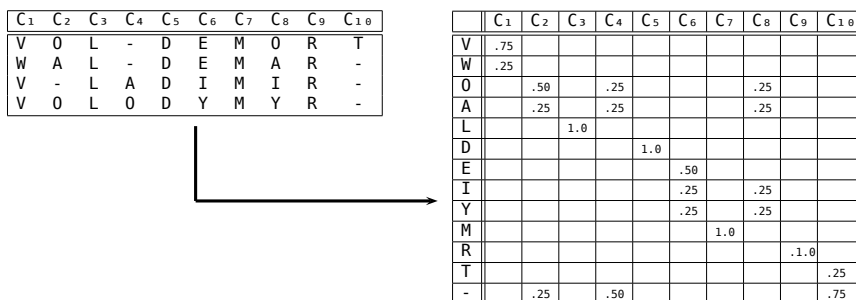 C₁ C₂ C₃ C₄ C₅ C₆ C₇ C₈ C₉ C₁₀
V O L - D E M O R T
W A L - D E M A R -
V - L A D I M I R -
V O L O D Y M Y R -
C₁ C₂ C₃ C₄ C₅ C₆ C₇ C₈ C₉ C₁₀
V .75
W .25
O .50 .25 .25
A .25 .25 .25
L 1.0
D 1.0
E .50
I .25 .25
Y .25 .25
M 1.0
R .1.0
T .25
- .25 .50 .75